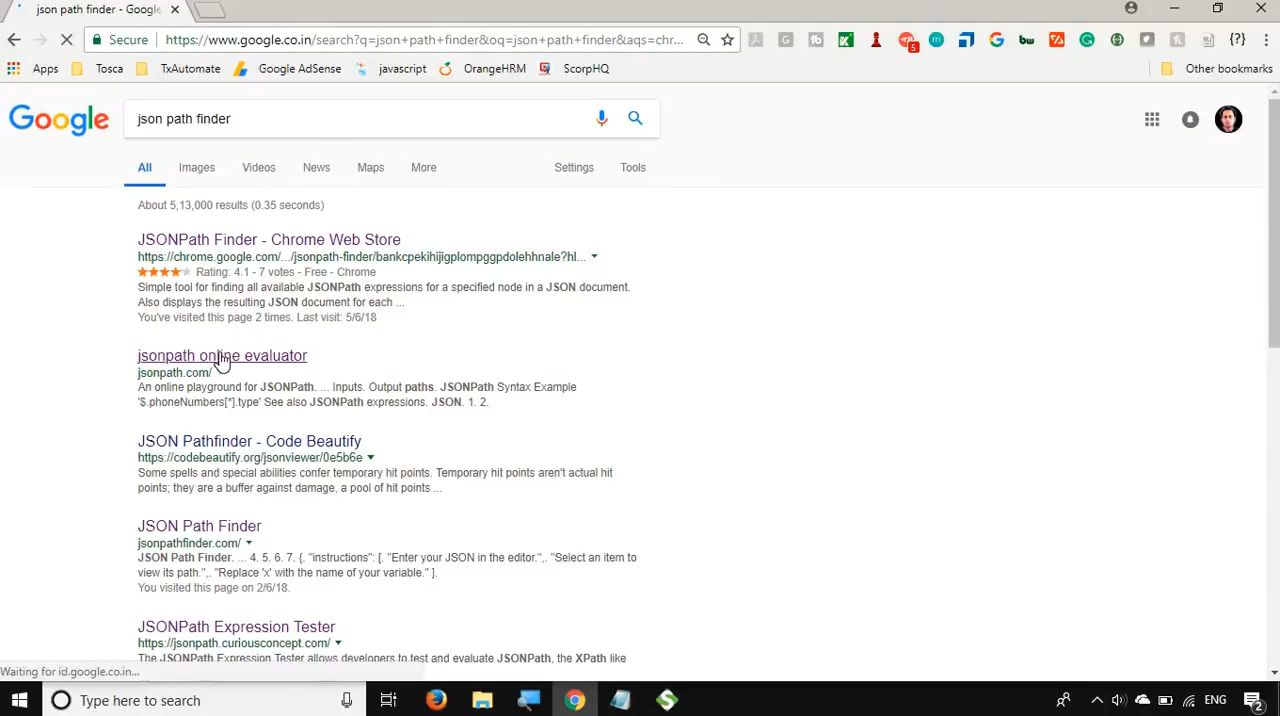 json path finder - Google
Secure https://www.google.co.in/search?q=json+path+finder&oq=json+path+finder&aqs=chr...
5
bw
{?}
Apps Tosca TxAutomate Google AdSense javascript OrangeHRM ScorpHQ Other bookmarks
Google
json path finder
All Images Videos News Maps More Settings Tools
About 5,13,000 results (0.35 seconds)
JSONPath Finder - Chrome Web Store
https://chrome.google.com/.../jsonpath-finder/bankcpekihijigplompggpdolehhnale?hl...
Rating: 4.1 - 7 votes - Free - Chrome
Simple tool for finding all available JSONPath expressions for a specified node in a JSON document.
Also displays the resulting JSON document for each ...
You've visited this page 2 times. Last visit: 5/6/18
jsonpath online evaluator
jsonpath.com/
An online playground for JSONPath. ... Inputs. Output paths. JSONPath Syntax Example
'$.phoneNumbers[*].type' See also JSONPath expressions. JSON. 1. 2.
JSON Pathfinder - Code Beautify
https://codebeautify.org/jsonviewer/0e5b6e
Some spells and special abilities confer temporary hit points. Temporary hit points aren't actual hit
points; they are a buffer against damage, a pool of hit points ...
JSON Path Finder
jsonpathfinder.com/
JSON Path Finder. ... 4. 5. 6. 7. {. "instructions": [. "Enter your JSON in the editor.",. "Select an item to
view its path.",. "Replace 'x' with the name of your variable." ].
You visited this page on 2/6/18.
JSONPath Expression Tester
https://jsonpath.curiousconcept.com/
The JSONPath Expression Tester allows developers to test and evaluate JSONPath, the XPath like
Waiting for id.google.co.in...
Type here to search
ENG
2